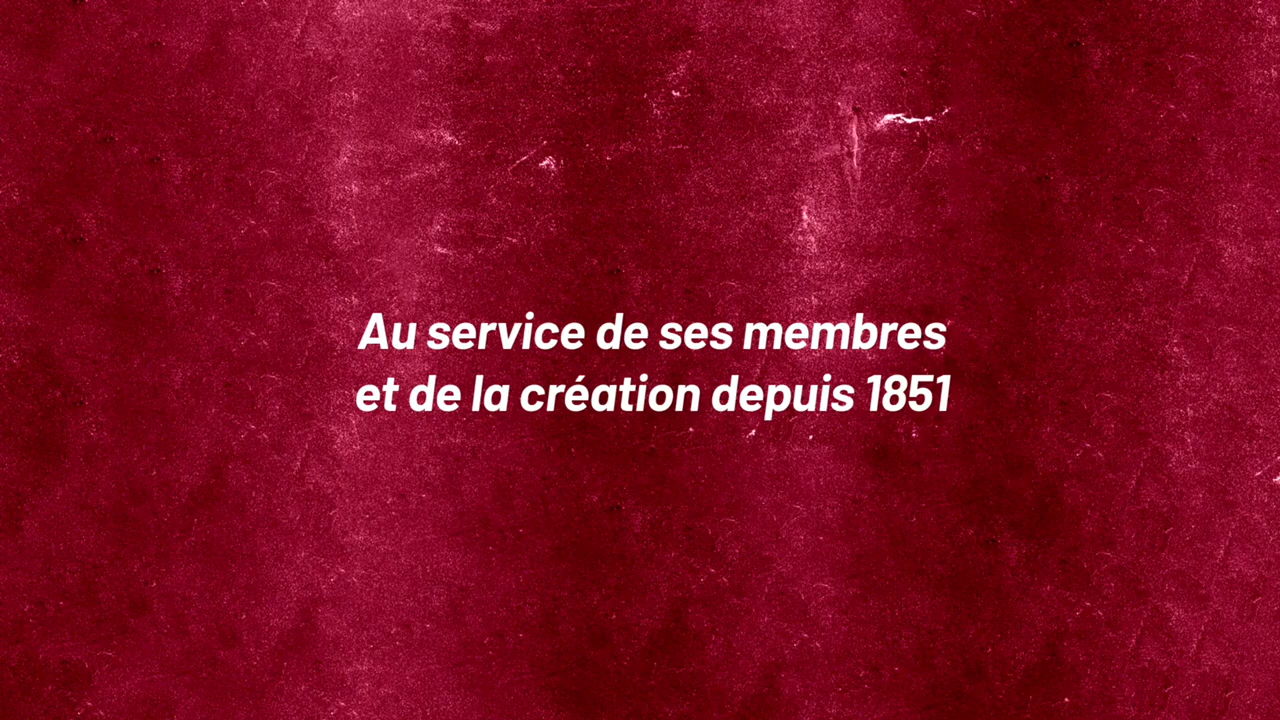 Au service de ses membres
et de la création depuis 1851